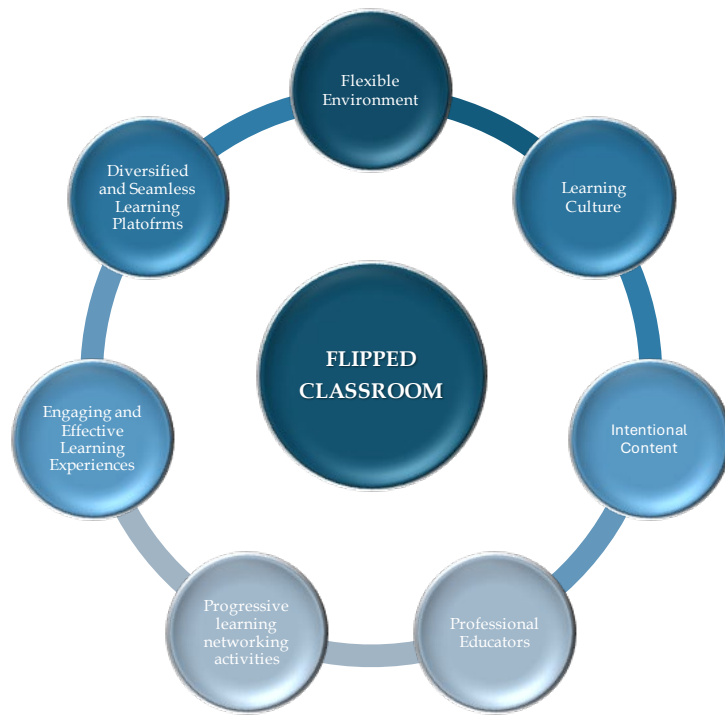 Flexible
Environment
Learning
Culture
Intentional
Content
Professional
Educators
Progressive
learning
networking
activities
Engaging and
Effective
Learning
Experiences
Diversified
and Seamless
Learning
Platofrms
FLIPPED
CLASSROOM